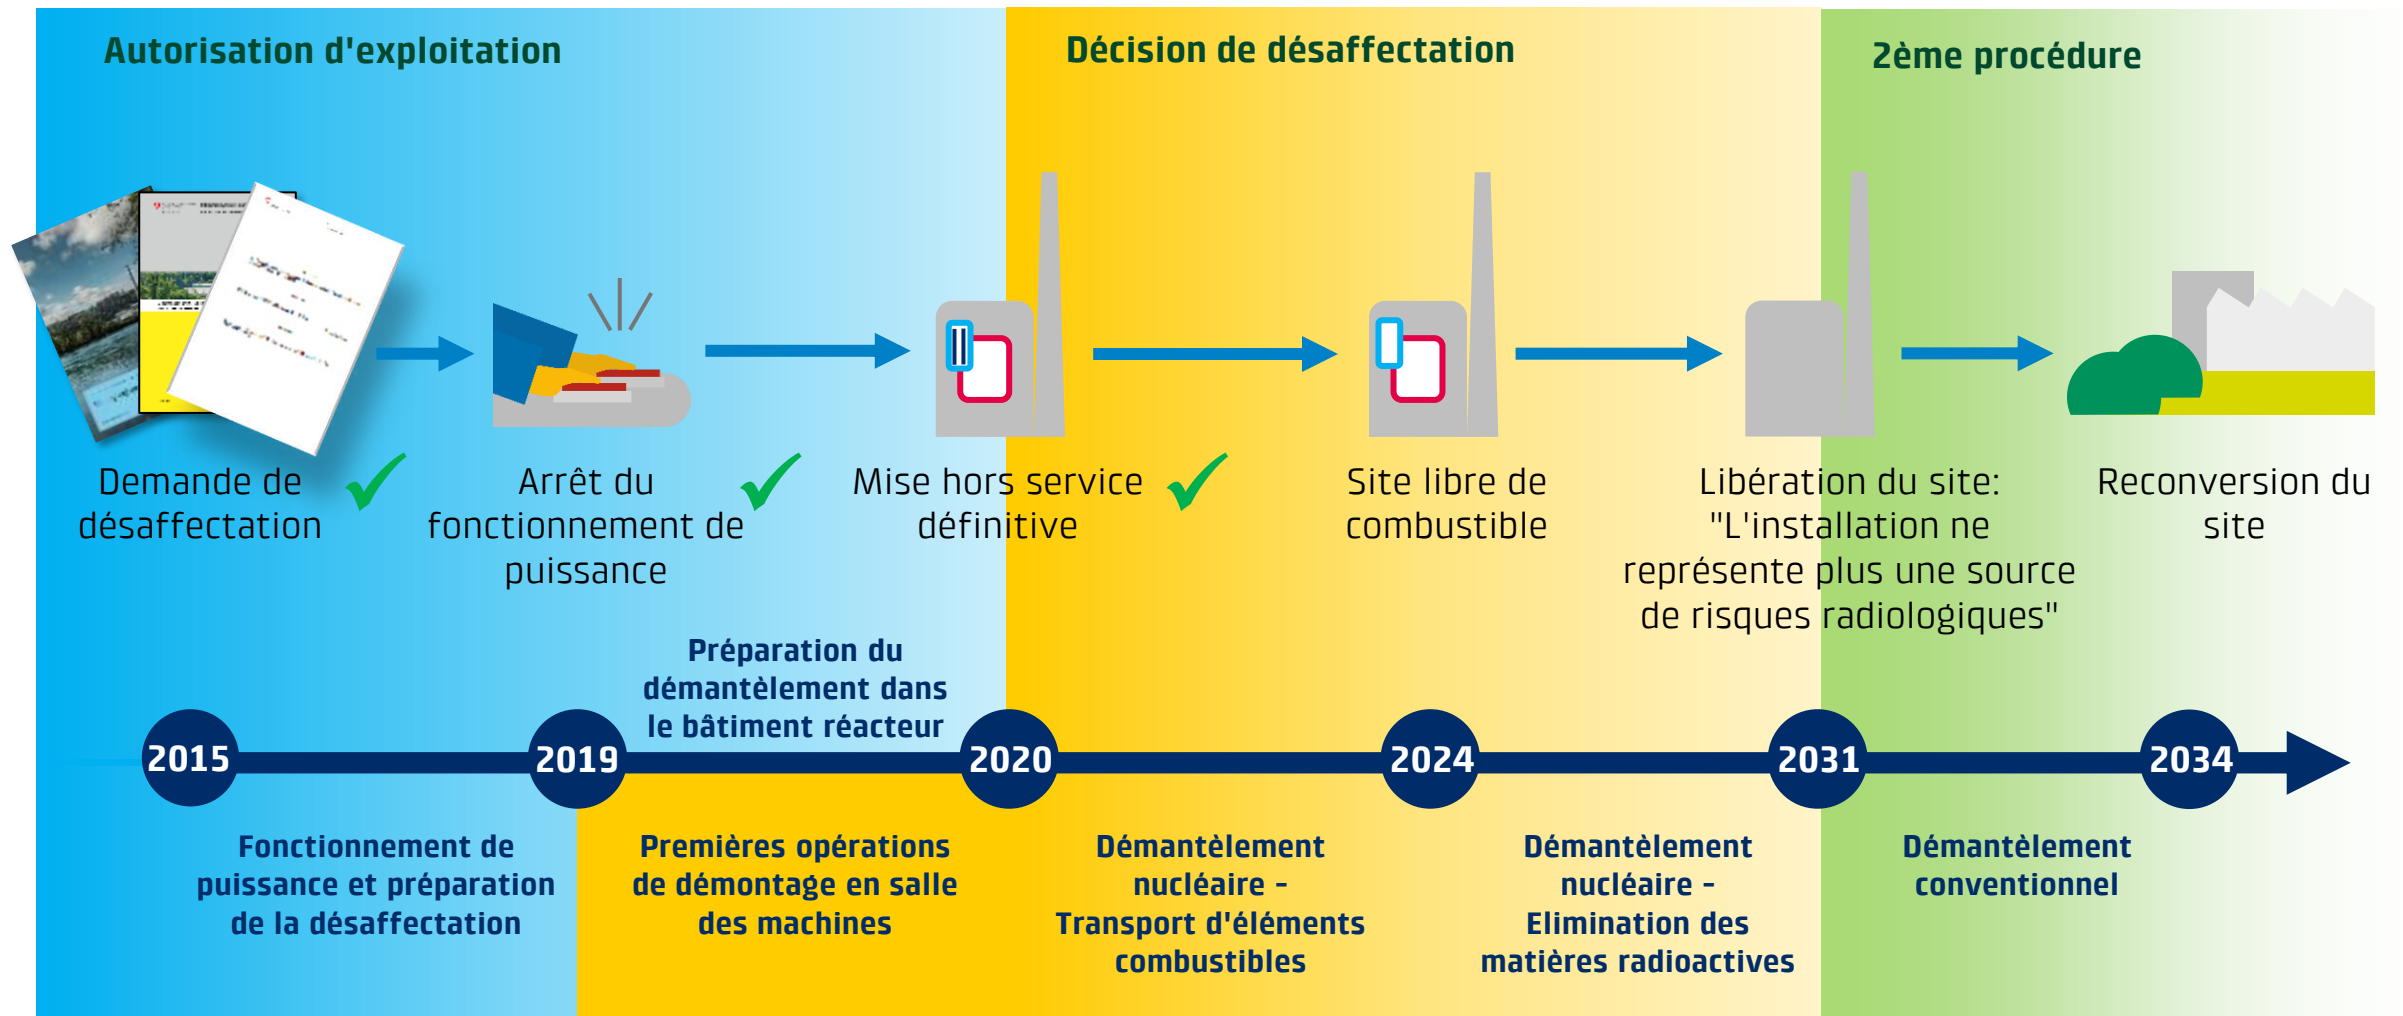 Autorisation d'exploitation
Décision de désaffectation
2ème procédure
Demande de
désaffectation
Arrêt du
fonctionnement de
puissance
Mise hors service
définitive
Site libre de
combustible
Libération du site:
"L'installation ne
représente plus une source
de risques radiologiques"
Reconversion du
site
Préparation du
démantèlement dans
le bâtiment réacteur
2015
2019
2020
2024
2031
2034
Fonctionnement de
puissance et préparation
de la désaffectation
Premières opérations
de démontage en salle
des machines
Démantèlement
nucléaire -
Transport d'éléments
combustibles
Démantèlement
nucléaire -
Elimination des
matières radioactives
Démantèlement
conventionnel